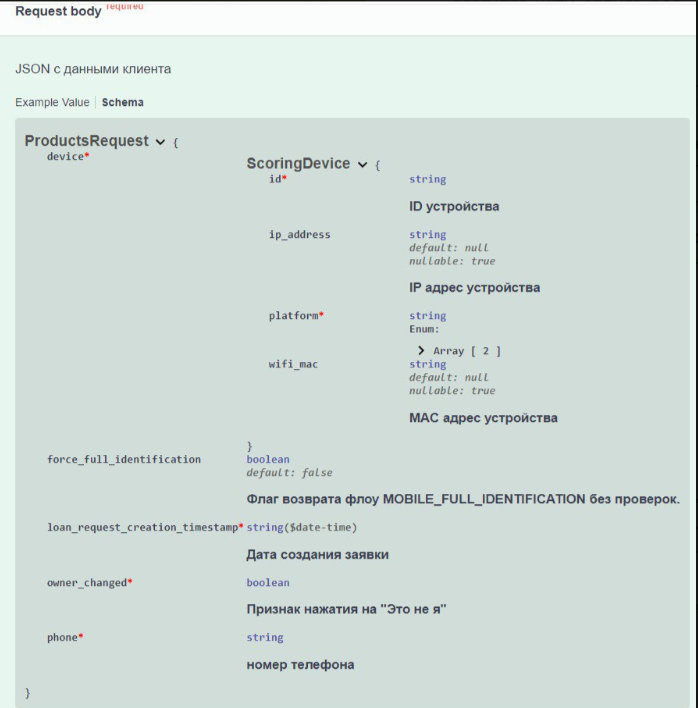 Request body required
JSON с данными клиента
Example Value Schema
ProductsRequest {
device*
ScoringDevice {
id* string
ID устройства
ip_address string
default: null
nullable: true
IP адрес устройства
platform* string
Enum:
Array [ 2 ]
wifi_mac string
default: null
nullable: true
MAC адрес устройства
}
force_full_identification boolean
default: false
Флаг возврата флоу MOBILE_FULL_IDENTIFICATION без проверок.
loan_request_creation_timestamp* string($date-time)
Дата создания заявки
owner_changed* boolean
Признак нажатия на "Это не я"
phone* string
номер телефона
}